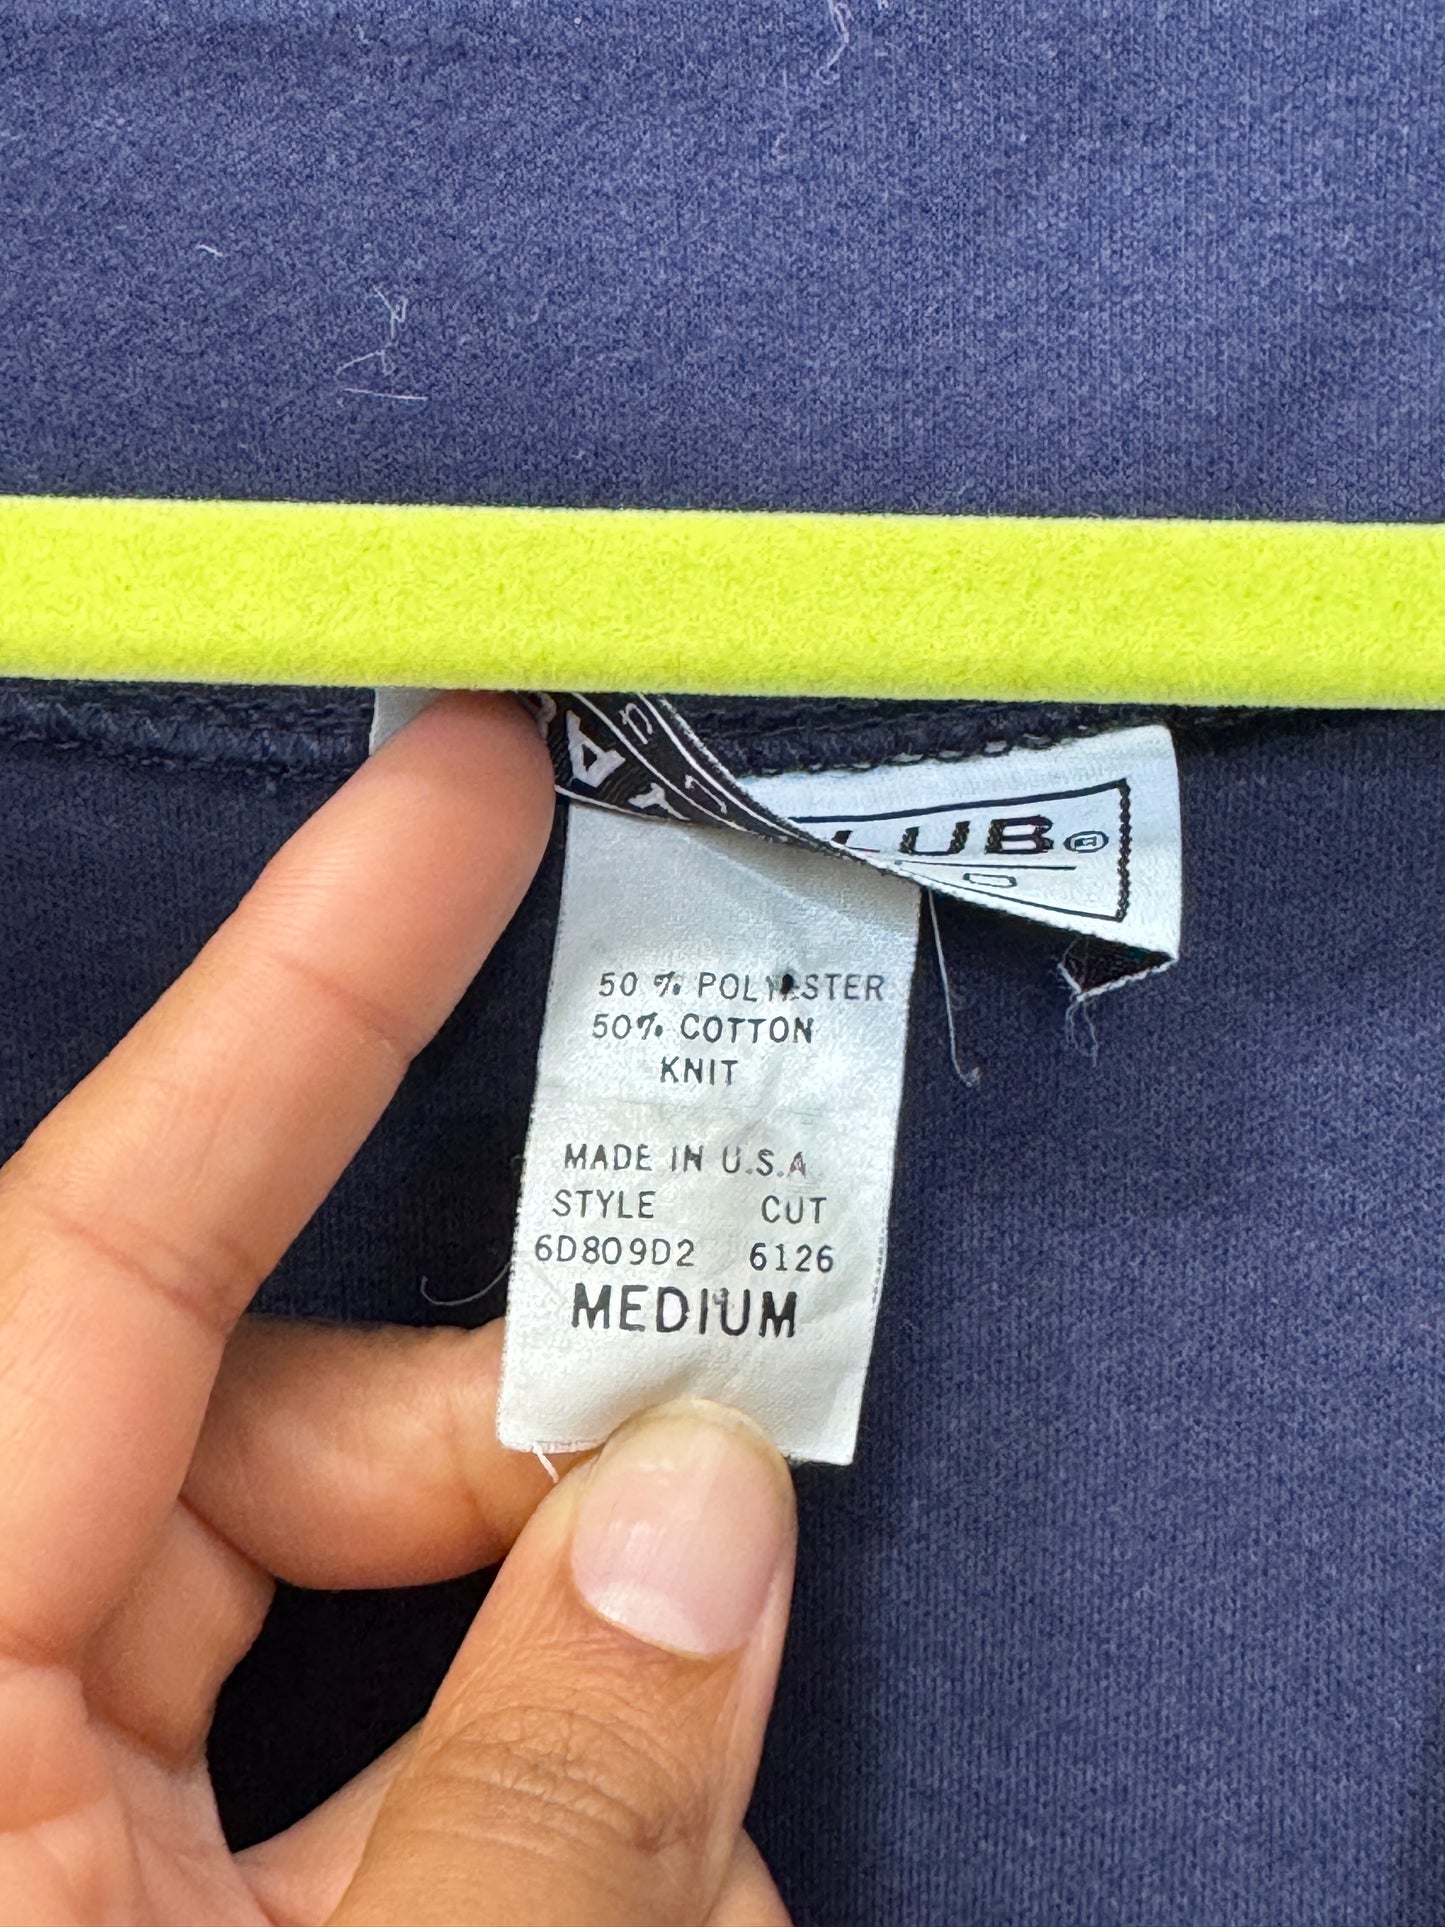 LUB®
50 % POLYESTER
50% COTTON
KNIT
MADE IN U.S.A
STYLE CUT
6D809D2 6126
MEDIUM